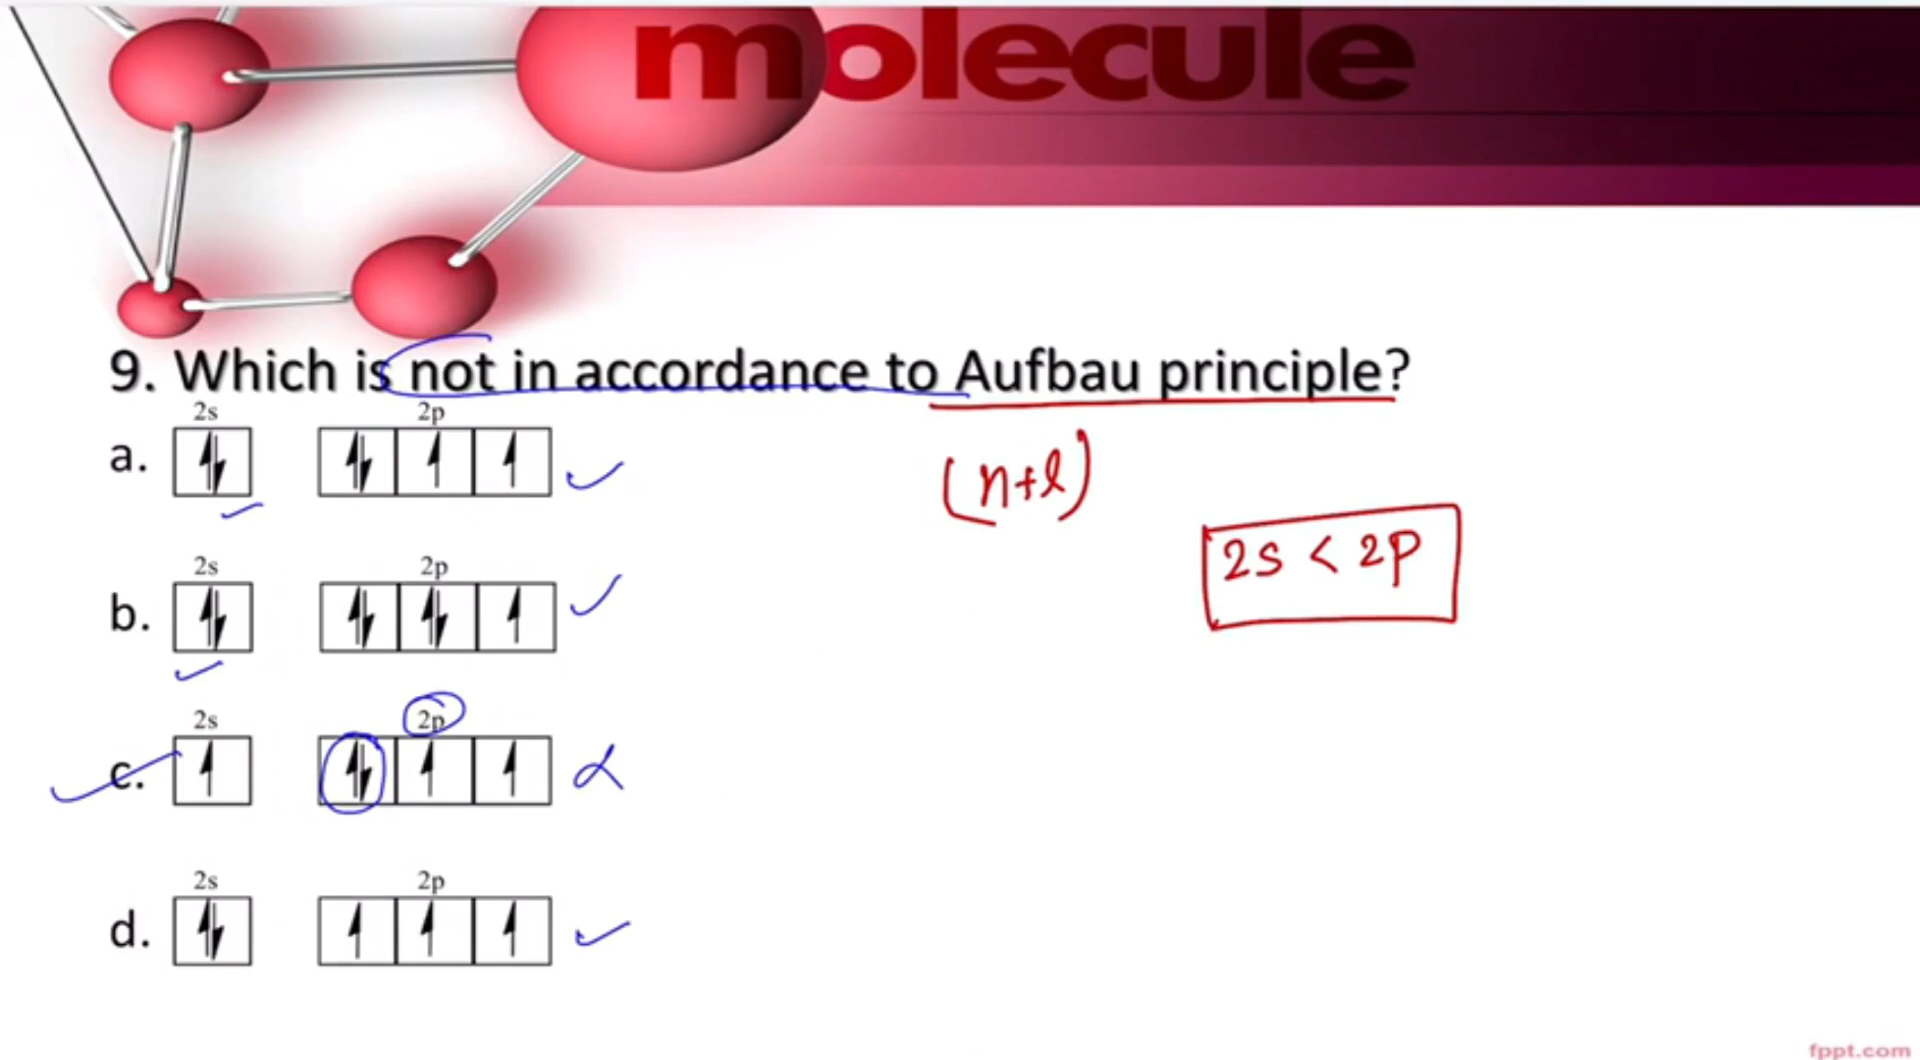 molecule
9. Which is not in accordance to Aufbau principle?
2s 2p
a.
(n+l)
2s < 2p
2s 2p
b.
2s 2p
c.
2s 2p
d.
fppt.com